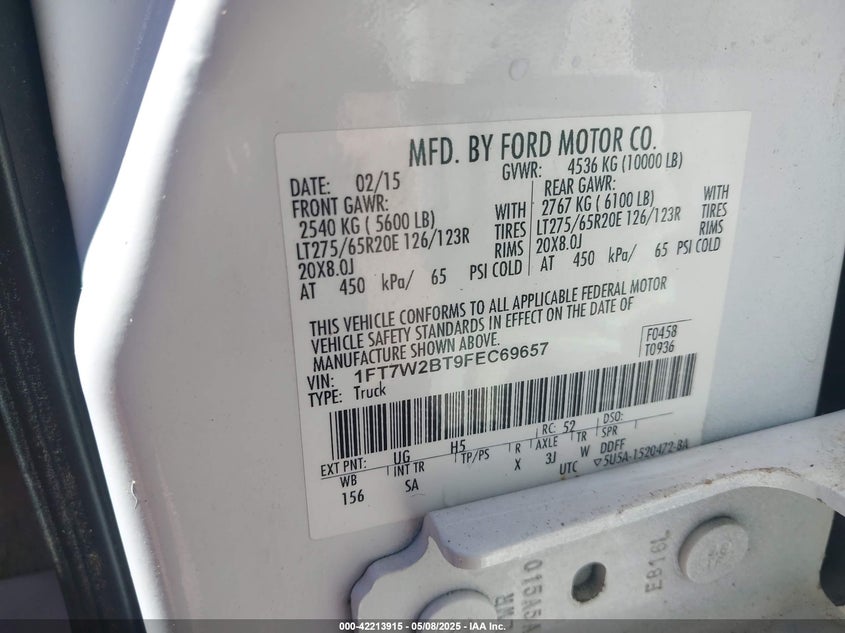 MFD. BY FORD MOTOR CO.
DATE: 02/15
GVWR: 4536 KG (10000 LB)
FRONT GAWR:
2540 KG ( 5600 LB) WITH
LT275/65R20E 126/123R TIRES
20X8.0J RIMS
AT 450 kPa/ 65 PSI COLD
REAR GAWR:
2767 KG ( 6100 LB) WITH
LT275/65R20E 126/123R TIRES
20X8.0J RIMS
AT 450 kPa/ 65 PSI COLD
THIS VEHICLE CONFORMS TO ALL APPLICABLE FEDERAL MOTOR
VEHICLE SAFETY STANDARDS IN EFFECT ON THE DATE OF
MANUFACTURE SHOWN ABOVE.
VIN: 1FT7W2BT9FEC69657
TYPE: Truck
F0458
T0936
EXT PNT: UG H5 RC: 52 DSO:
WB INT TR TP/PS R AXLE TR SPR
156 SA X 3J W DDFF
UTC ▽5U5A-1520472-BA
EB16L
000-42213915 - 05/08/2025 - IAA Inc.